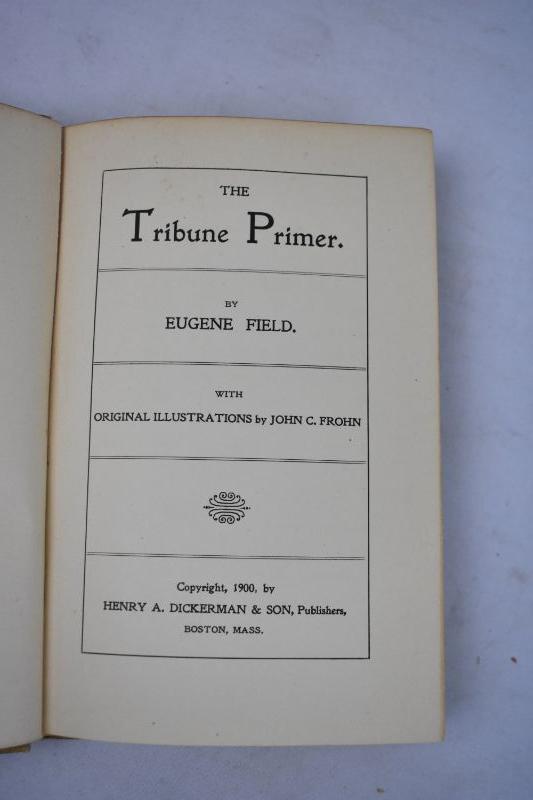 THE
Tribune Primer.
BY
EUGENE FIELD.
WITH
ORIGINAL ILLUSTRATIONS by JOHN C. FROHN
Copyright, 1900, by
HENRY A. DICKERMAN & SON, Publishers,
BOSTON, MASS.